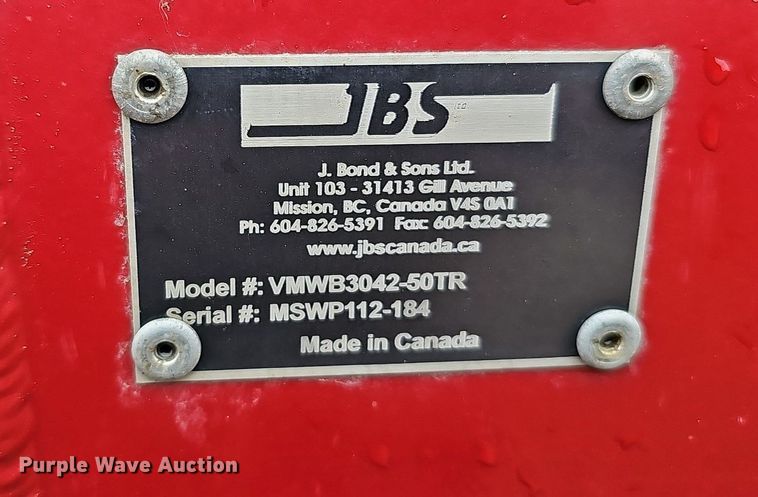 JBS
J. Bond & Sons Ltd.
Unit 103 - 31413 Gill Avenue
Mission, BC, Canada V4S 0A1
Ph: 604-826-5391 Fax: 604-826-5392
www.jbscanada.ca
Model #: VMWB3042-50TR
Serial #: MSWP112-184
Made in Canada
Purple Wave Auction